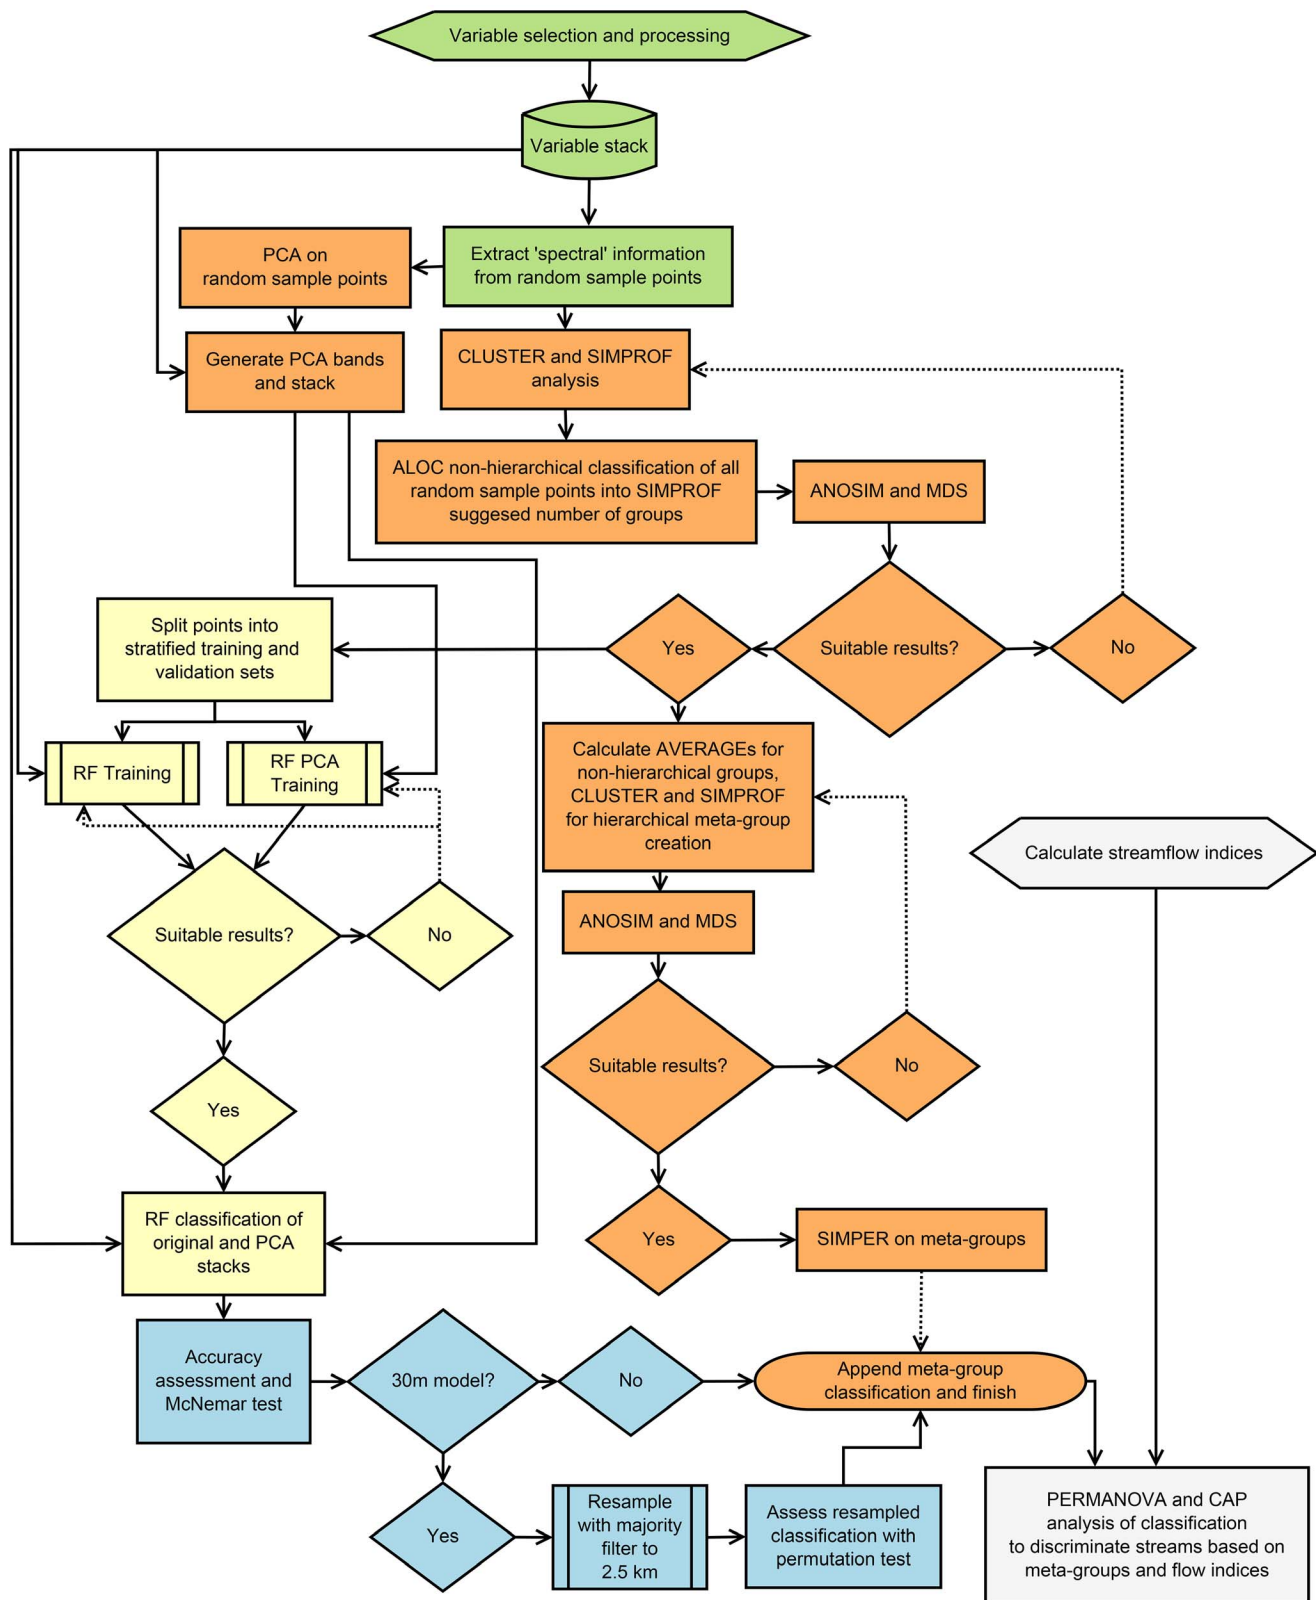 Variable selection and processing
Variable stack
PCA on
random sample points
Extract 'spectral' information
from random sample points
Generate PCA bands
and stack
CLUSTER and SIMPROF
analysis
ALOC non-hierarchical classification of all
random sample points into SIMPROF
suggesed number of groups
ANOSIM and MDS
Split points into
stratified training and
validation sets
Yes
Suitable results?
No
RF Training
RF PCA
Training
Calculate AVERAGEs for
non-hierarchical groups,
CLUSTER and SIMPROF
for hierarchical meta-group
creation
Calculate streamflow indices
Suitable results?
No
ANOSIM and MDS
Suitable results?
No
Yes
RF classification of
original and PCA
stacks
Yes
SIMPER on meta-groups
Accuracy
assessment and
McNemar test
30m model?
No
Append meta-group
classification and finish
Yes
Resample
with majority
filter to
2.5 km
Assess resampled
classification with
permutation test
PERMANOVA and CAP
analysis of classification
to discriminate streams based on
meta-groups and flow indices